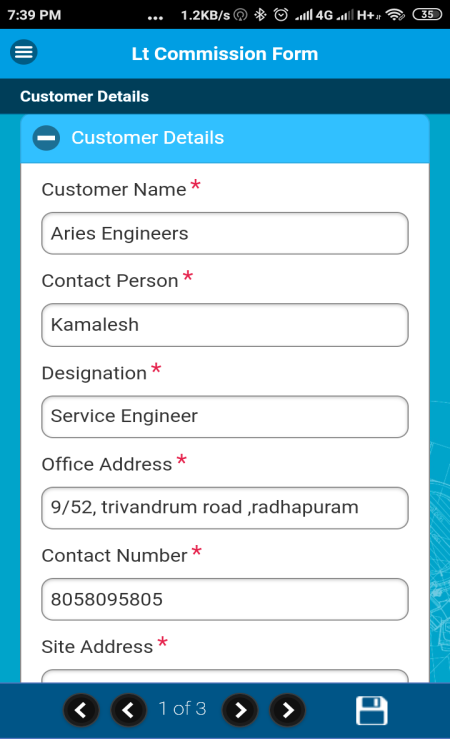 7:39 PM ... 1.2KB/s 4G H+ 35
Lt Commission Form
Customer Details
Customer Details
Customer Name *
Aries Engineers
Contact Person *
Kamalesh
Designation *
Service Engineer
Office Address *
9/52, trivandrum road ,radhapuram
Contact Number *
8058095805
Site Address *
1 of 3